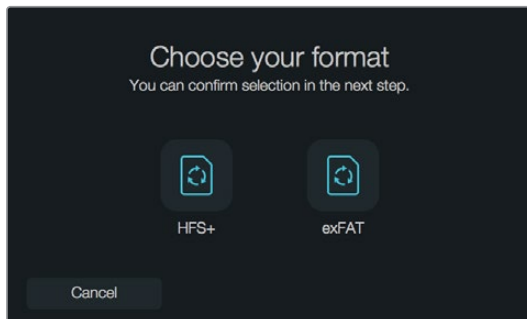 Choose your format
You can confirm selection in the next step.
HFS+
exFAT
Cancel